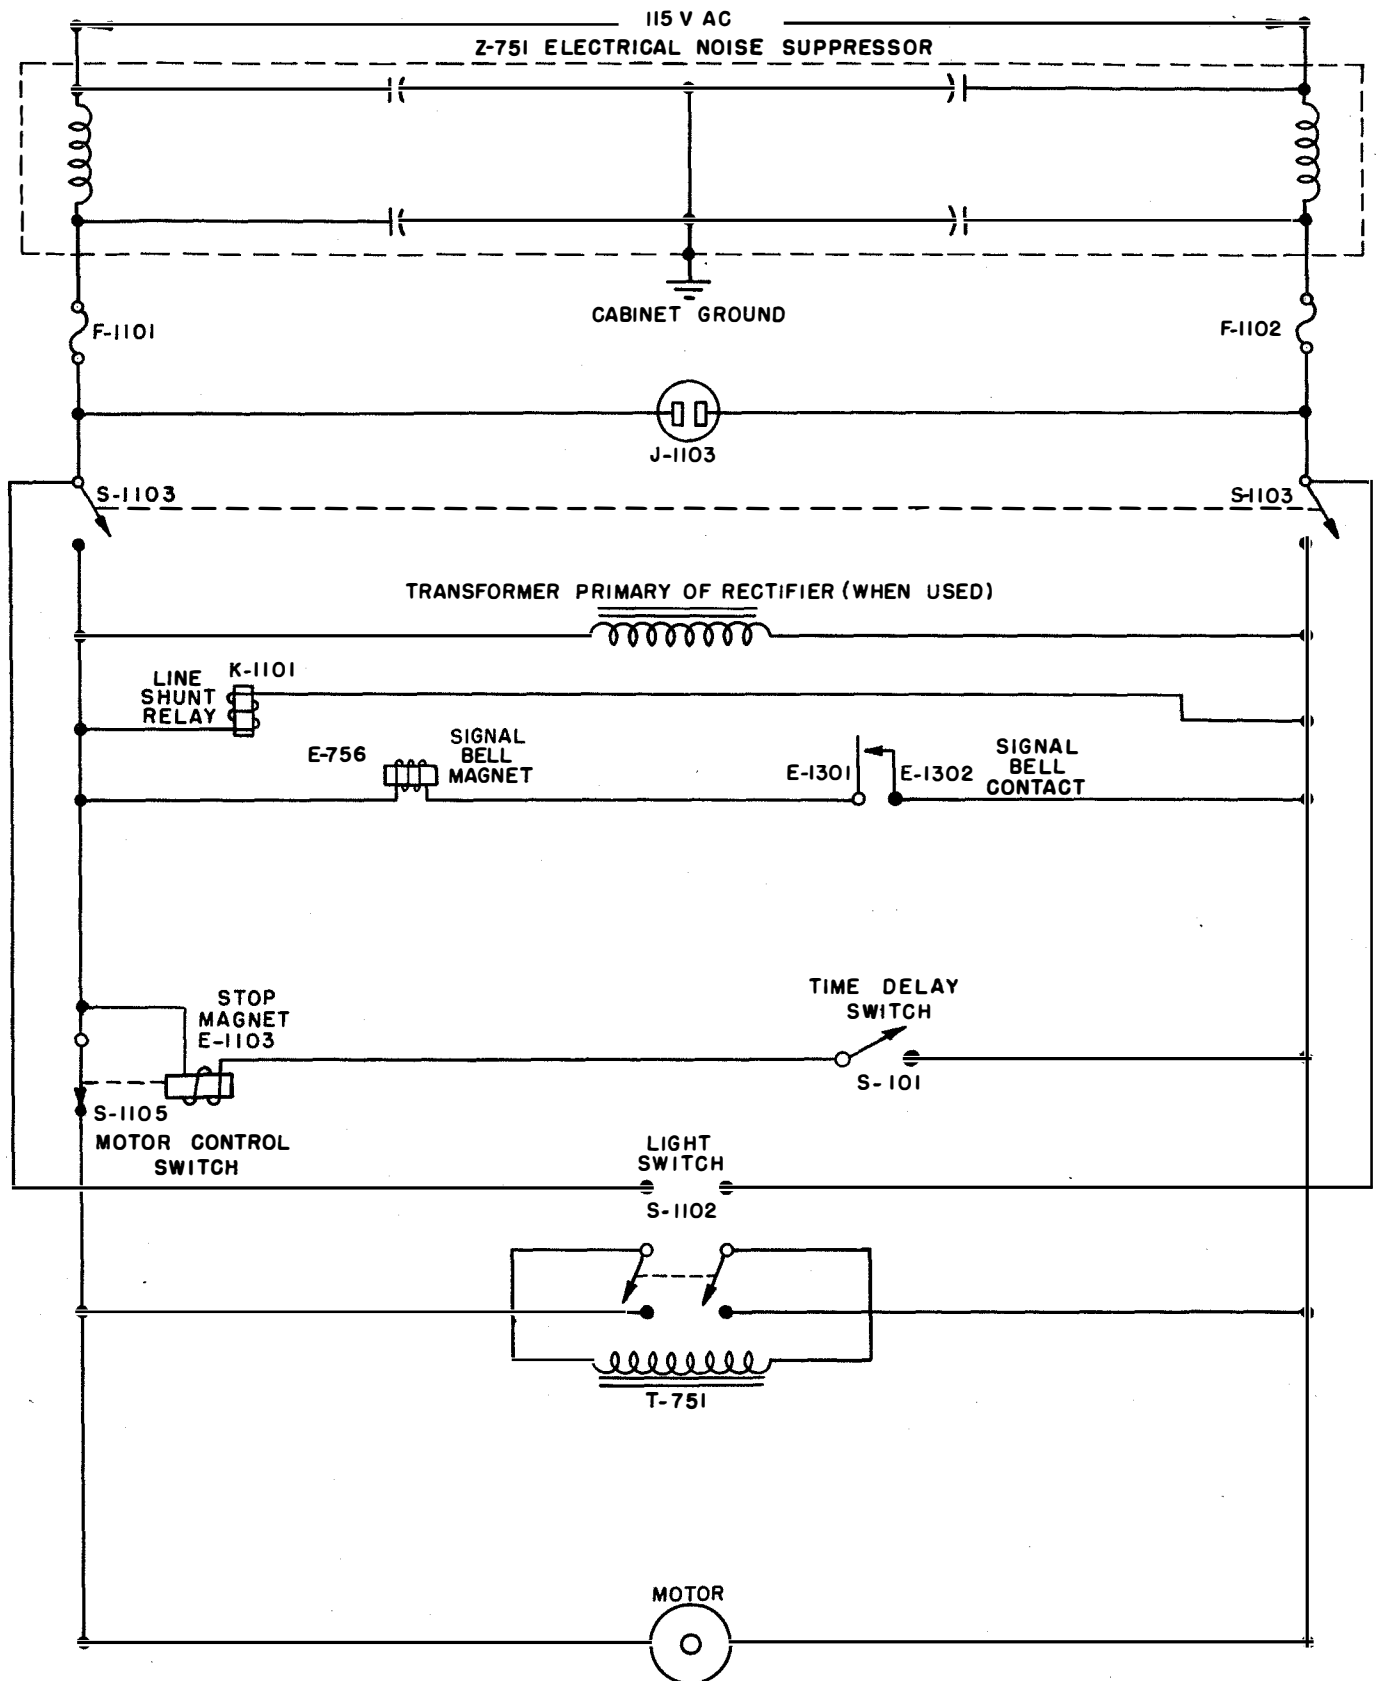 115 V AC
Z-751 ELECTRICAL NOISE SUPPRESSOR
CABINET GROUND
F-1101
F-1102
J-1103
S-1103
S-1103
TRANSFORMER PRIMARY OF RECTIFIER (WHEN USED)
K-1101
LINE
SHUNT
RELAY
E-756
SIGNAL
BELL
MAGNET
E-1301
E-1302
SIGNAL
BELL
CONTACT
STOP
MAGNET
E-1103
TIME DELAY
SWITCH
S-101
S-1105
MOTOR CONTROL
SWITCH
LIGHT
SWITCH
S-1102
T-751
MOTOR